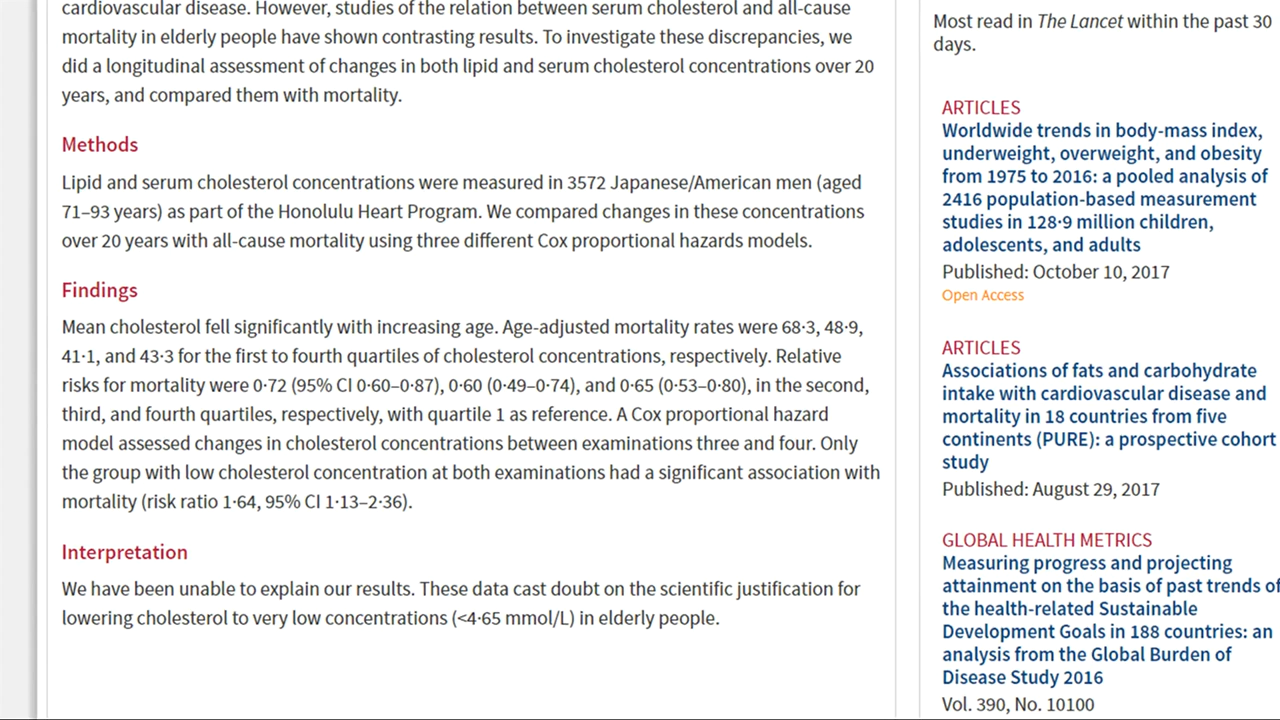 cardiovascular disease. However, studies of the relation between serum cholesterol and all-cause
mortality in elderly people have shown contrasting results. To investigate these discrepancies, we
did a longitudinal assessment of changes in both lipid and serum cholesterol concentrations over 20
years, and compared them with mortality.
Methods
Lipid and serum cholesterol concentrations were measured in 3572 Japanese/American men (aged
71–93 years) as part of the Honolulu Heart Program. We compared changes in these concentrations
over 20 years with all-cause mortality using three different Cox proportional hazards models.
Findings
Mean cholesterol fell significantly with increasing age. Age-adjusted mortality rates were 68·3, 48·9,
41·1, and 43·3 for the first to fourth quartiles of cholesterol concentrations, respectively. Relative
risks for mortality were 0·72 (95% CI 0·60–0·87), 0·60 (0·49–0·74), and 0·65 (0·53–0·80), in the second,
third, and fourth quartiles, respectively, with quartile 1 as reference. A Cox proportional hazard
model assessed changes in cholesterol concentrations between examinations three and four. Only
the group with low cholesterol concentration at both examinations had a significant association with
mortality (risk ratio 1·64, 95% CI 1·13–2·36).
Interpretation
We have been unable to explain our results. These data cast doubt on the scientific justification for
lowering cholesterol to very low concentrations (<4·65 mmol/L) in elderly people.
Most read in The Lancet within the past 30
days.
ARTICLES
Worldwide trends in body-mass index,
underweight, overweight, and obesity
from 1975 to 2016: a pooled analysis of
2416 population-based measurement
studies in 128·9 million children,
adolescents, and adults
Published: October 10, 2017
Open Access
ARTICLES
Associations of fats and carbohydrate
intake with cardiovascular disease and
mortality in 18 countries from five
continents (PURE): a prospective cohort
study
Published: August 29, 2017
GLOBAL HEALTH METRICS
Measuring progress and projecting
attainment on the basis of past trends of
the health-related Sustainable
Development Goals in 188 countries: an
analysis from the Global Burden of
Disease Study 2016
Vol. 390, No. 10100